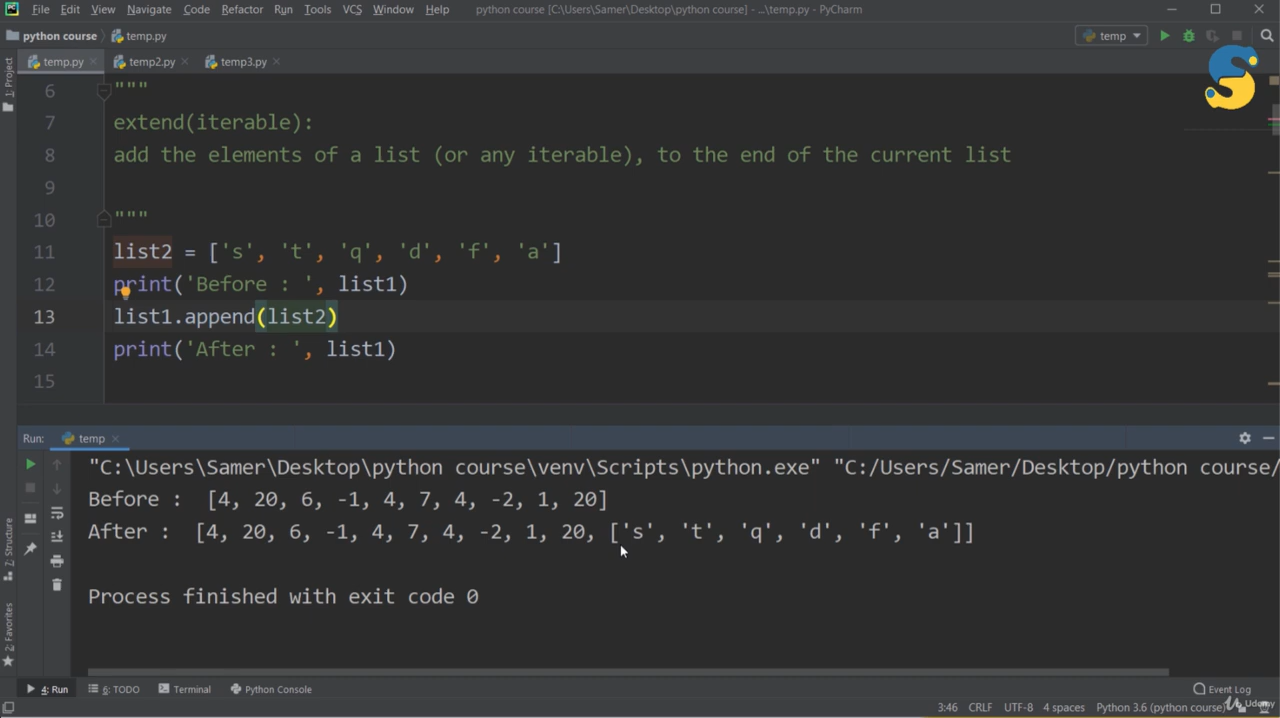 File Edit View Navigate Code Refactor Run Tools VCS Window Help python course [C:\Users\Samer\Desktop\python course] - ...\temp.py - PyCharm
python course temp.py temp
temp.py temp2.py temp3.py
1: Project
6 """
7 extend(iterable):
8 add the elements of a list (or any iterable), to the end of the current list
9
10 """
11 list2 = ['s', 't', 'q', 'd', 'f', 'a']
12 print('Before : ', list1)
13 list1.append(list2)
14 print('After : ', list1)
15
Run: temp
"C:\Users\Samer\Desktop\python course\venv\Scripts\python.exe" "C:/Users/Samer/Desktop/python course/
Before :  [4, 20, 6, -1, 4, 7, 4, -2, 1, 20]
After :  [4, 20, 6, -1, 4, 7, 4, -2, 1, 20, ['s', 't', 'q', 'd', 'f', 'a']]
Process finished with exit code 0
7: Structure
2: Favorites
4: Run 6: TODO Terminal Python Console Event Log
3:46 CRLF UTF-8 4 spaces Python 3.6 (python course)
Udemy